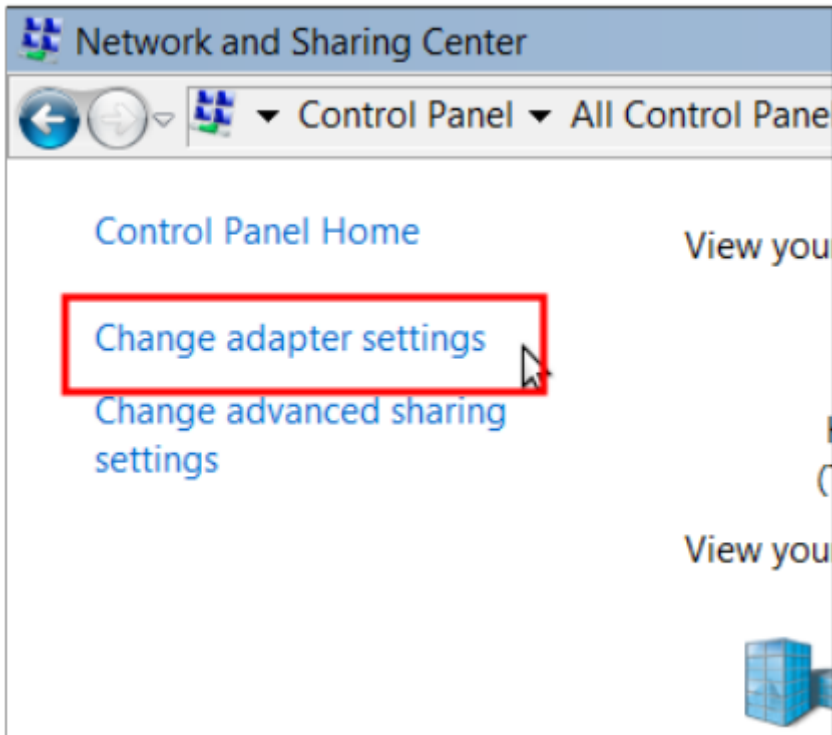 Network and Sharing Center
Control Panel All Control Pane
Control Panel Home
View you
Change adapter settings
Change advanced sharing
settings
(
View you